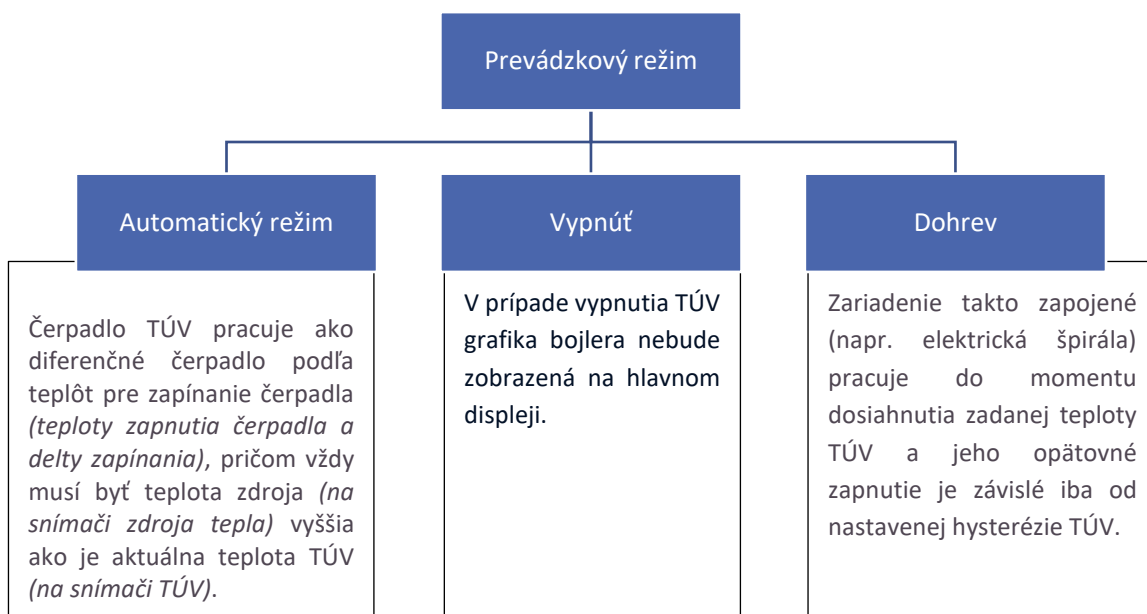 Prevádzkový režim
Automatický režim
Čerpadlo TÚV pracuje ako
diferenčné čerpadlo podľa
teplôt pre zapínanie čerpadla
(teploty zapnutia čerpadla a
delty zapínania), pričom vždy
musí byť teplota zdroja (na
snímači zdroja tepla) vyššia
ako je aktuálna teplota TÚV
(na snímači TÚV).
Vypnúť
V prípade vypnutia TÚV
grafika bojlera nebude
zobrazená na hlavnom
displeji.
Dohrev
Zariadenie takto zapojené
(napr. elektrická špirála)
pracuje do momentu
dosiahnutia zadanej teploty
TÚV a jeho opätovné
zapnutie je závislé iba od
nastavenej hysterézie TÚV.